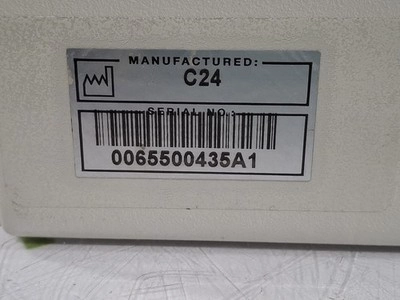 MANUFACTURED:
C24
SERIAL NO.:
0065500435A1